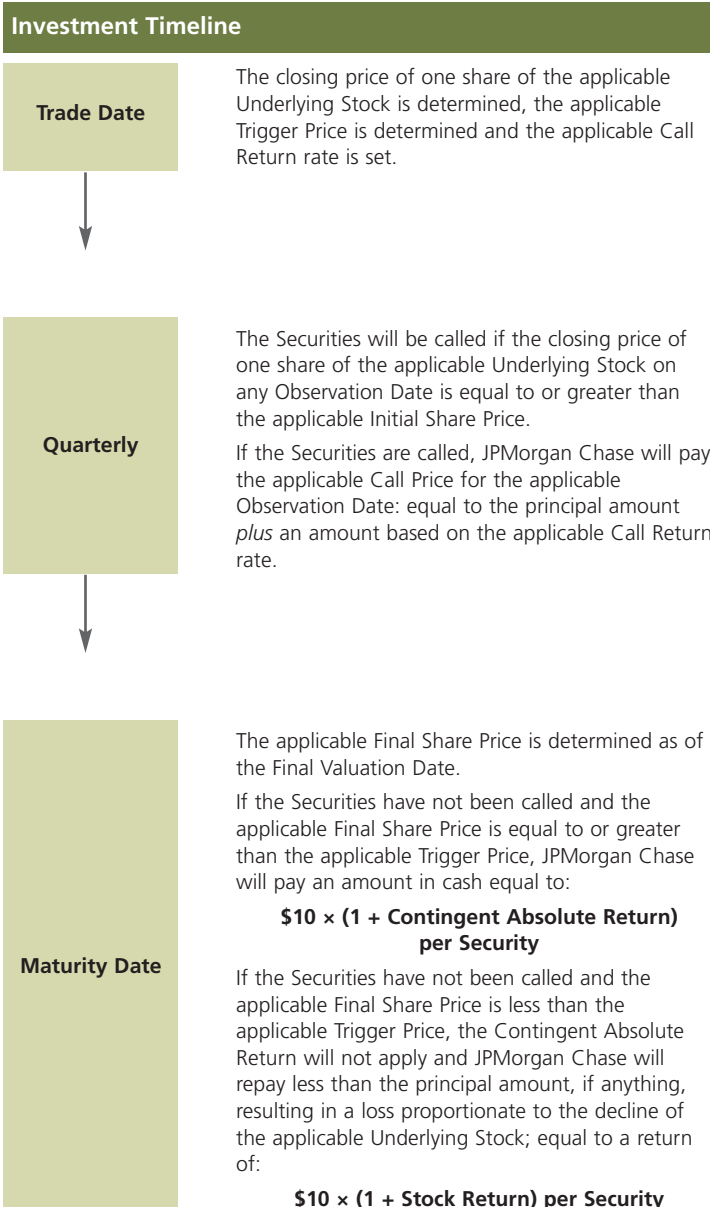 Investment Timeline
Trade Date
The closing price of one share of the applicable
Underlying Stock is determined, the applicable
Trigger Price is determined and the applicable Call
Return rate is set.
Quarterly
The Securities will be called if the closing price of
one share of the applicable Underlying Stock on
any Observation Date is equal to or greater than
the applicable Initial Share Price.
If the Securities are called, JPMorgan Chase will pay
the applicable Call Price for the applicable
Observation Date: equal to the principal amount
plus an amount based on the applicable Call Return
rate.
Maturity Date
The applicable Final Share Price is determined as of
the Final Valuation Date.
If the Securities have not been called and the
applicable Final Share Price is equal to or greater
than the applicable Trigger Price, JPMorgan Chase
will pay an amount in cash equal to:
$10 × (1 + Contingent Absolute Return)
per Security
If the Securities have not been called and the
applicable Final Share Price is less than the
applicable Trigger Price, the Contingent Absolute
Return will not apply and JPMorgan Chase will
repay less than the principal amount, if anything,
resulting in a loss proportionate to the decline of
the applicable Underlying Stock; equal to a return
of:
$10 × (1 + Stock Return) per Security